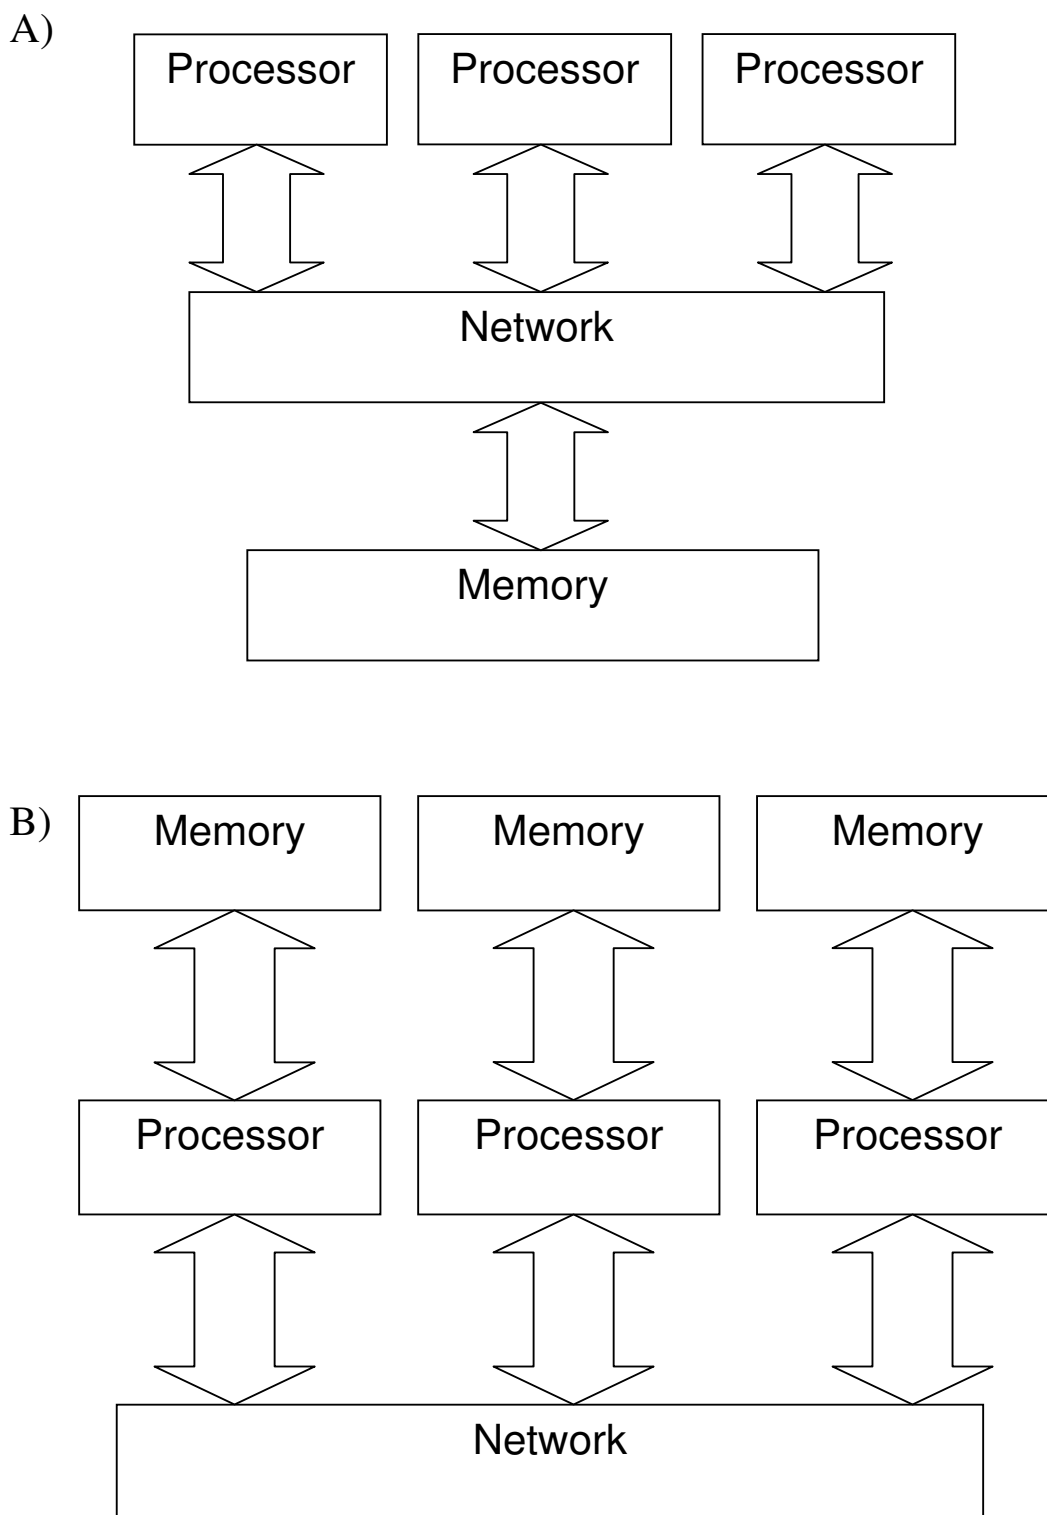 A)
Processor Processor Processor
Network
Memory
B)
Memory Memory Memory
Processor Processor Processor
Network